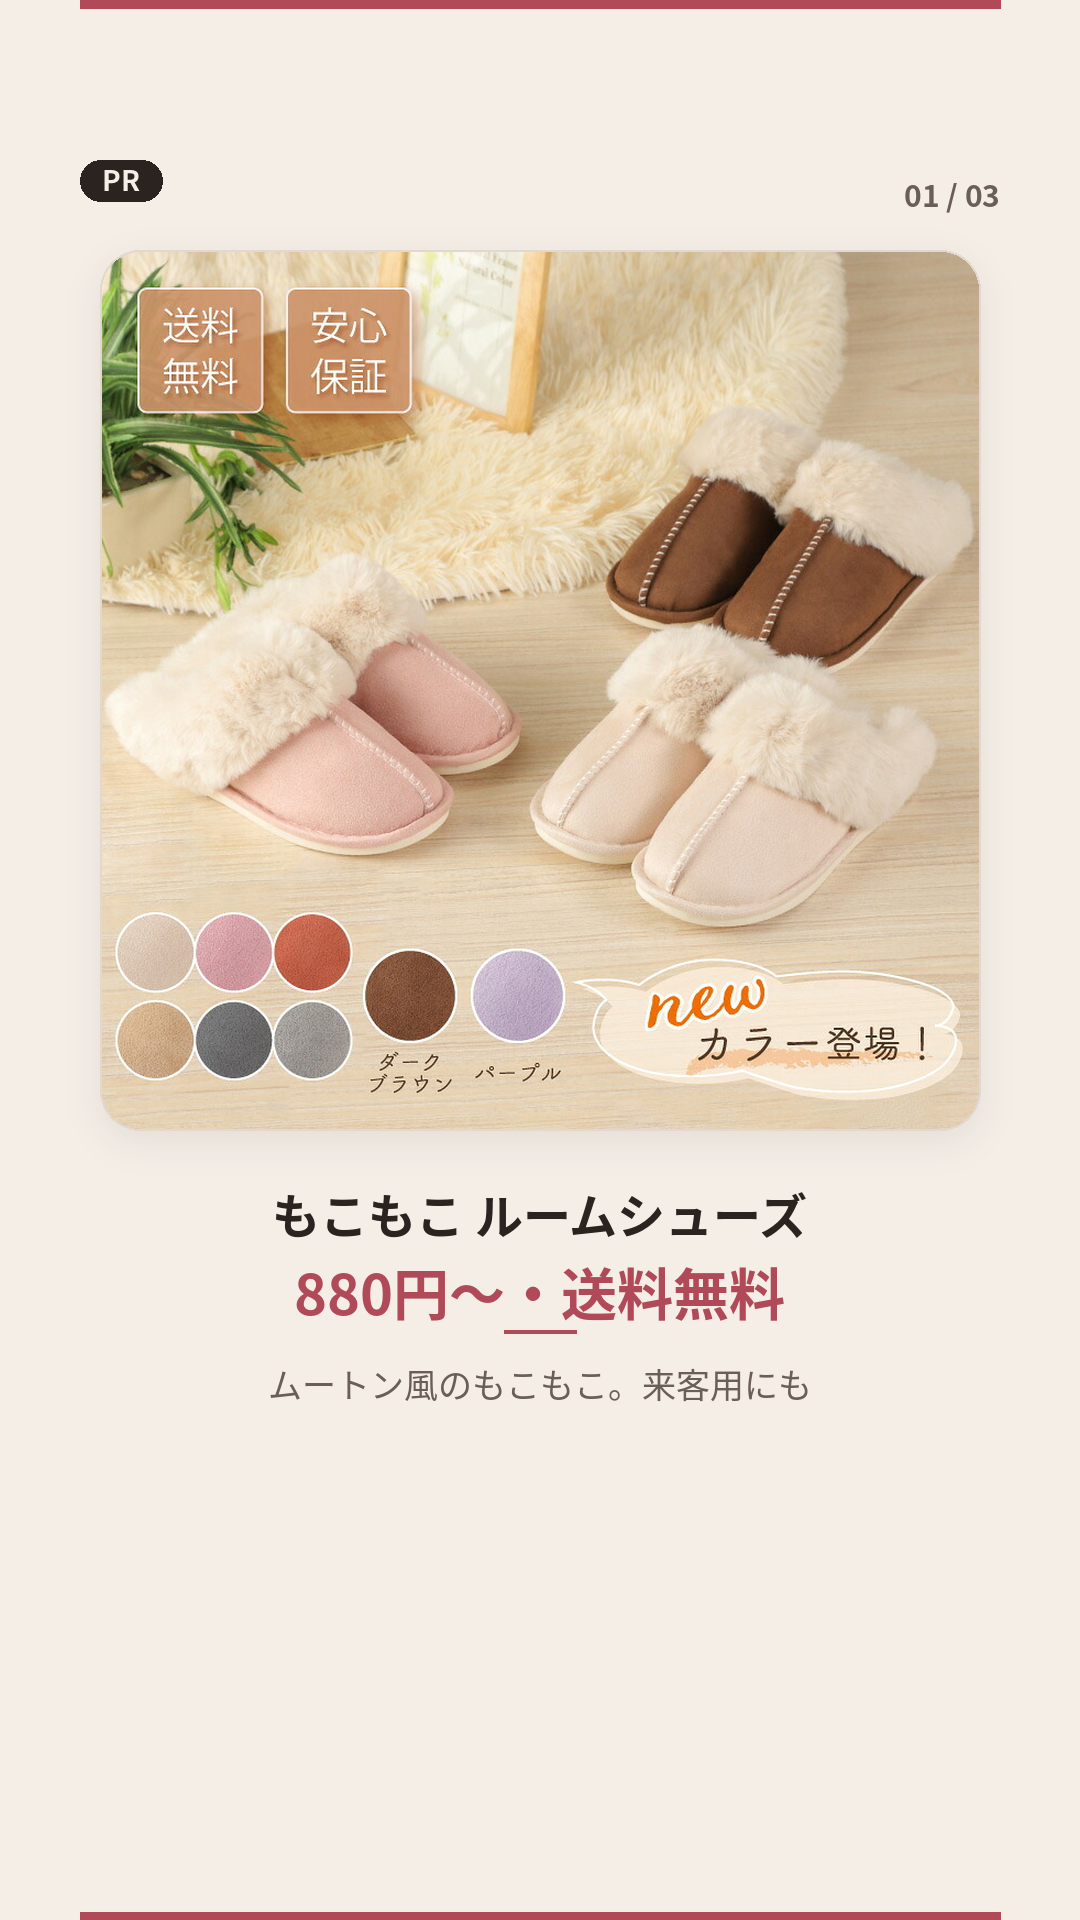 PR
01 / 03
送料
無料
安心
保証
new
カラー登場！
ダーク
ブラウン
パープル
もこもこ ルームシューズ
880円〜・送料無料
ムートン風のもこもこ。来客用にも